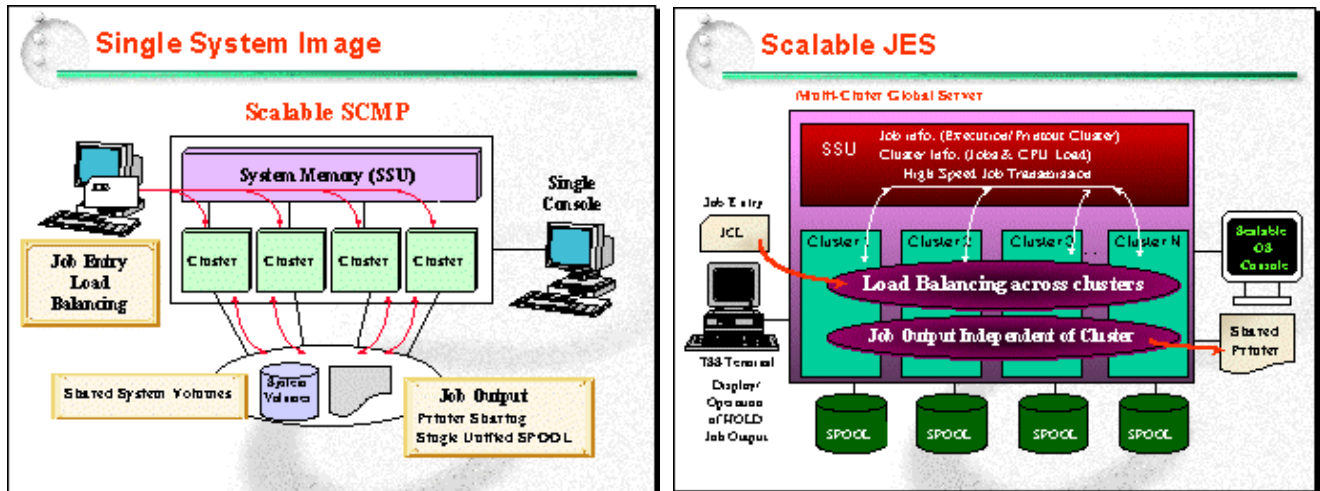 Single System Image
Scalable SCMP
System Memory (SSU)
JOB
Single
Console
Cluster
Cluster
Cluster
Cluster
Job Entry
Load
Balancing
Shared System Volumes
System
Volumes
Job Output
Printer Sharing
Single Unified SPOOL
Scalable JES
Multi-Cluster Global Server
SSU
Job info. (Execution/Printout Cluster)
Cluster Info. (Jobs & CPU Load)
High Speed Job Transmission
Job Entry
JCL
Cluster 1
Cluster 2
Cluster 3
...
Cluster N
Scalable
OS
Console
Load Balancing across clusters
Job Output Independent of Cluster
Shared
Printer
TSS Terminal
Display/
Operation
of HOLD
Job Output
SPOOL
SPOOL
SPOOL
SPOOL